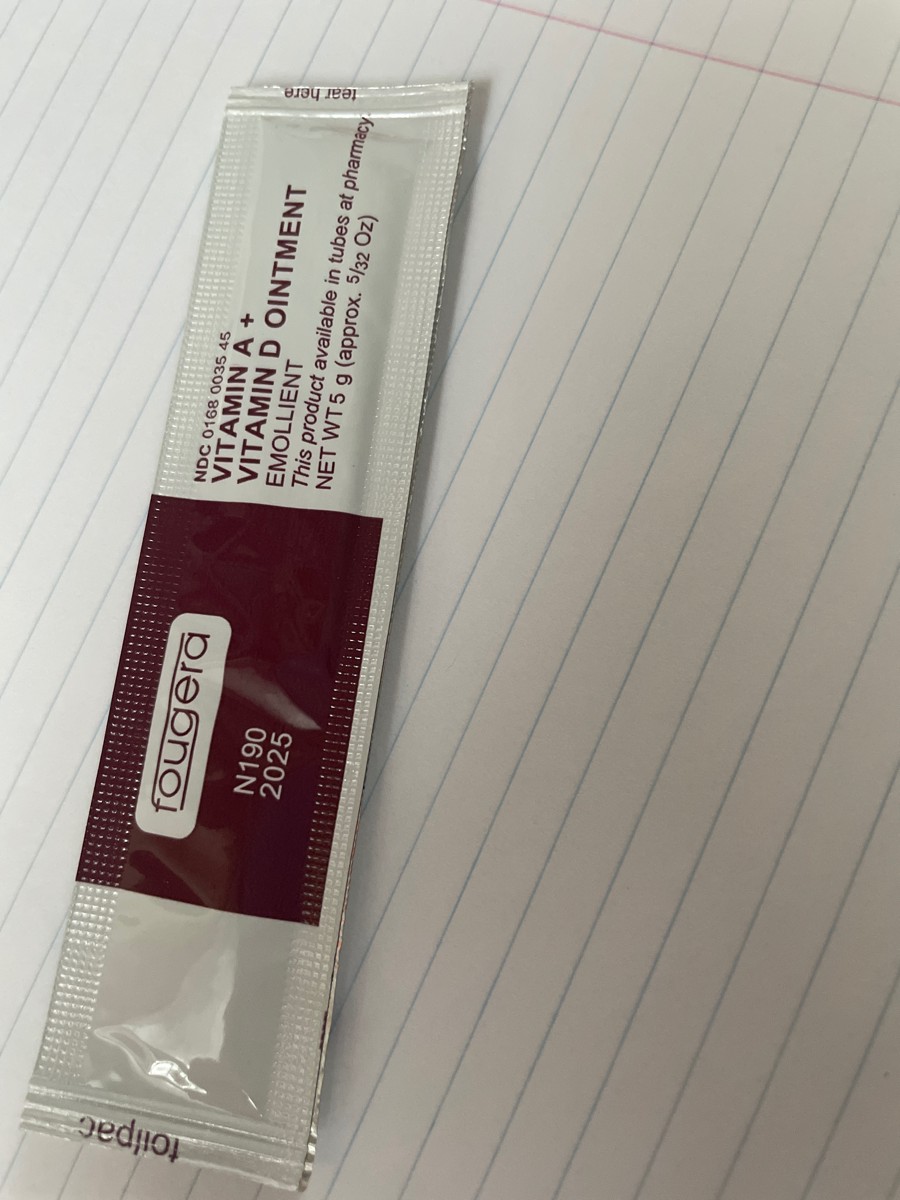 tear here
NDC 0168 0035 45
VITAMIN A +
VITAMIN D OINTMENT
EMOLLIENT
This product available in tubes at pharmacy.
NET WT 5 g (approx. 5/32 Oz)
fougera
N190
2025
foilpac